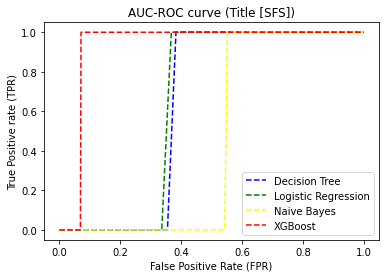 AUC-ROC curve (Title [SFS])
True Positive rate (TPR)
1.0
0.8
0.6
0.4
0.2
0.0
Decision Tree
Logistic Regression
Naive Bayes
XGBoost
0.0 0.2 0.4 0.6 0.8 1.0
False Positive Rate (FPR)